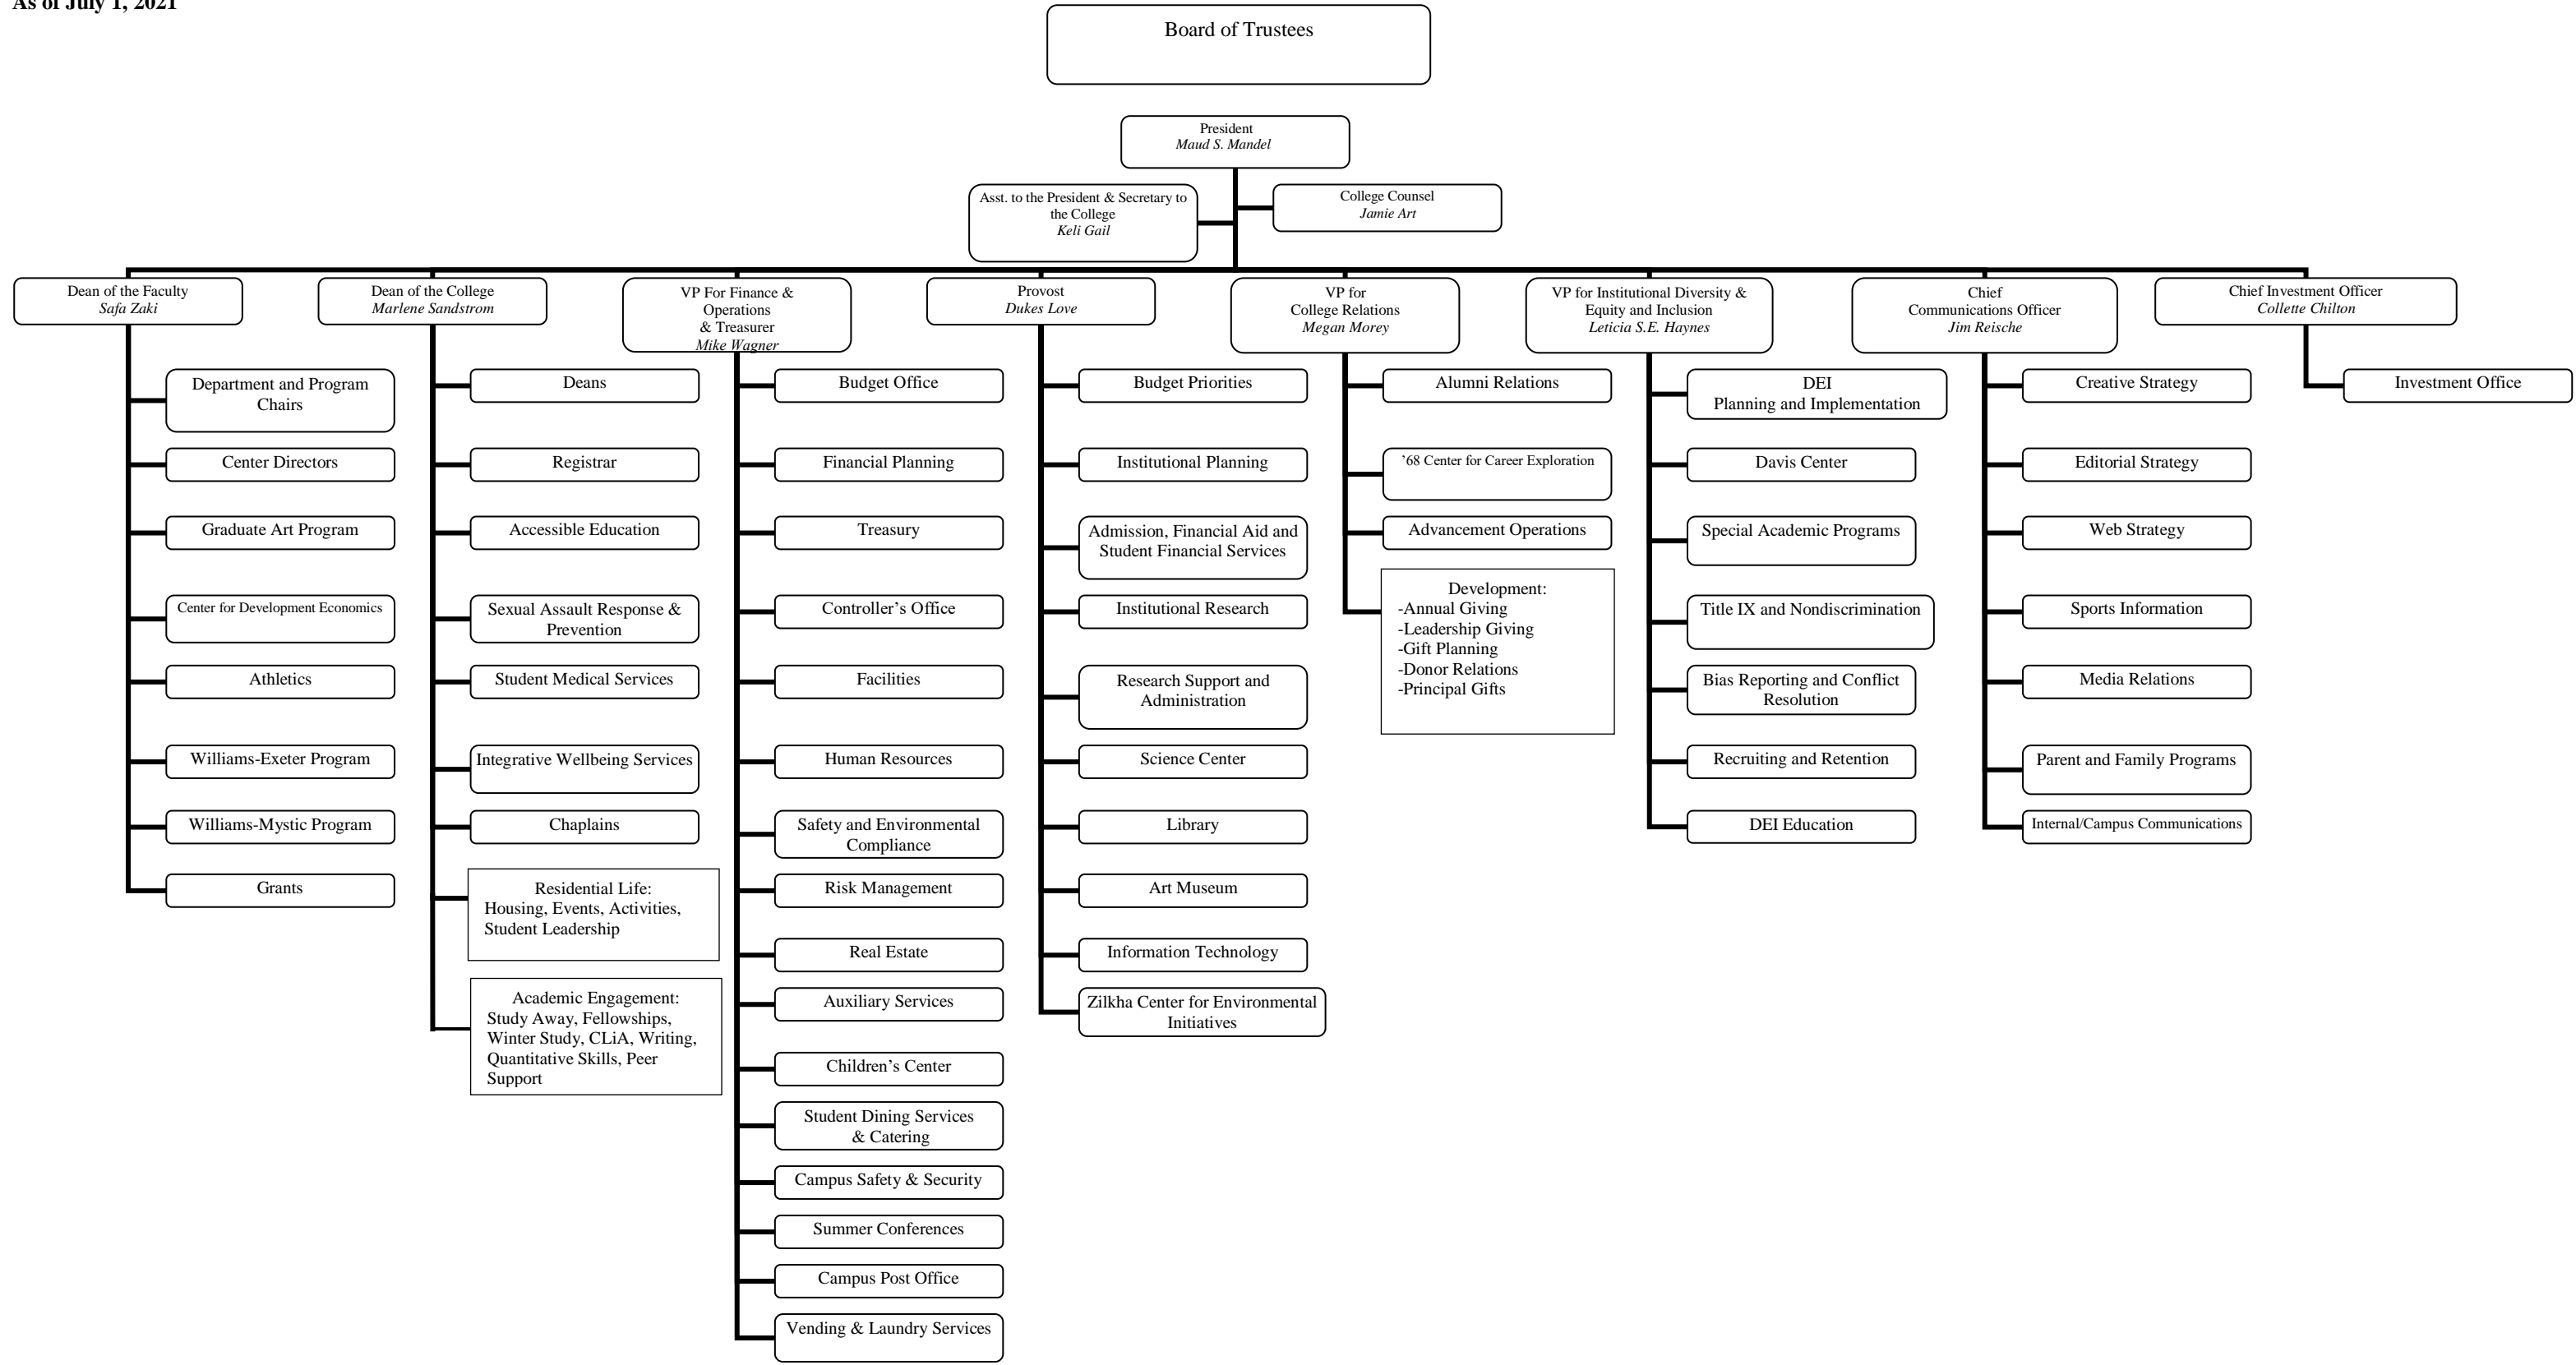 As of July 1, 2021
Board of Trustees
President
Maud S. Mandel
Asst. to the President & Secretary to
the College
Keli Gail
College Counsel
Jamie Art
Dean of the Faculty
Safa Zaki
Department and Program
Chairs
Center Directors
Graduate Art Program
Center for Development Economics
Athletics
Williams-Exeter Program
Williams-Mystic Program
Grants
Dean of the College
Marlene Sandstrom
Deans
Registrar
Accessible Education
Sexual Assault Response &
Prevention
Student Medical Services
Integrative Wellbeing Services
Chaplains
Residential Life:
Housing, Events, Activities,
Student Leadership
Academic Engagement:
Study Away, Fellowships,
Winter Study, CLiA, Writing,
Quantitative Skills, Peer
Support
VP For Finance &
Operations
& Treasurer
Mike Wagner
Budget Office
Financial Planning
Treasury
Controller’s Office
Facilities
Human Resources
Safety and Environmental
Compliance
Risk Management
Real Estate
Auxiliary Services
Children’s Center
Student Dining Services
& Catering
Campus Safety & Security
Summer Conferences
Campus Post Office
Vending & Laundry Services
Provost
Dukes Love
Budget Priorities
Institutional Planning
Admission, Financial Aid and
Student Financial Services
Institutional Research
Research Support and
Administration
Science Center
Library
Art Museum
Information Technology
Zilkha Center for Environmental
Initiatives
VP for
College Relations
Megan Morey
Alumni Relations
’68 Center for Career Exploration
Advancement Operations
Development:
-Annual Giving
-Leadership Giving
-Gift Planning
-Donor Relations
-Principal Gifts
VP for Institutional Diversity &
Equity and Inclusion
Leticia S.E. Haynes
DEI
Planning and Implementation
Davis Center
Special Academic Programs
Title IX and Nondiscrimination
Bias Reporting and Conflict
Resolution
Recruiting and Retention
DEI Education
Chief
Communications Officer
Jim Reische
Creative Strategy
Editorial Strategy
Web Strategy
Sports Information
Media Relations
Parent and Family Programs
Internal/Campus Communications
Chief Investment Officer
Collette Chilton
Investment Office